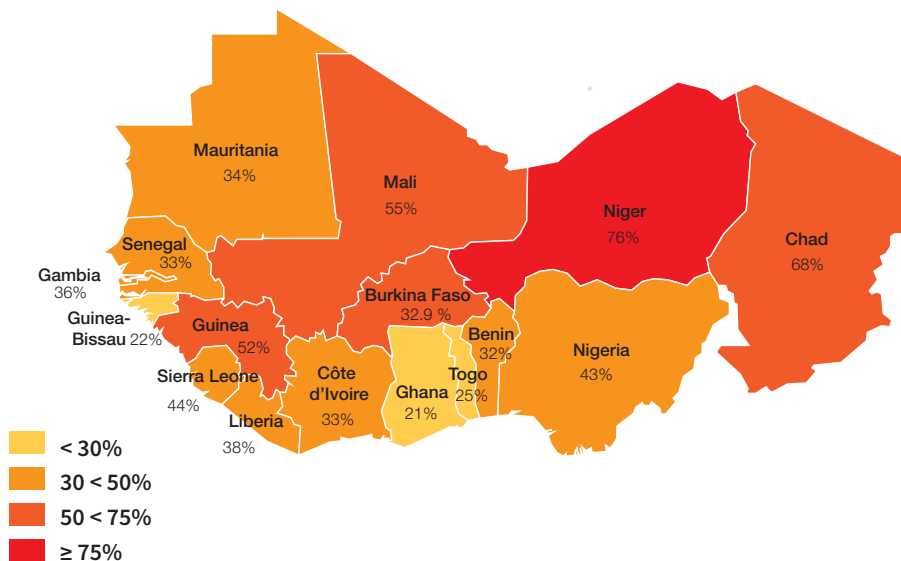 Mauritania
34%
Mali
55%
Niger
76%
Chad
68%
Senegal
33%
Gambia
36%
Guinea-
Bissau 22%
Guinea
52%
Burkina Faso
32.9 %
Sierra Leone
44%
Liberia
38%
Côte
d'Ivoire
33%
Ghana
21%
Togo
25%
Benin
32%
Nigeria
43%
< 30%
30 < 50%
50 < 75%
≥ 75%